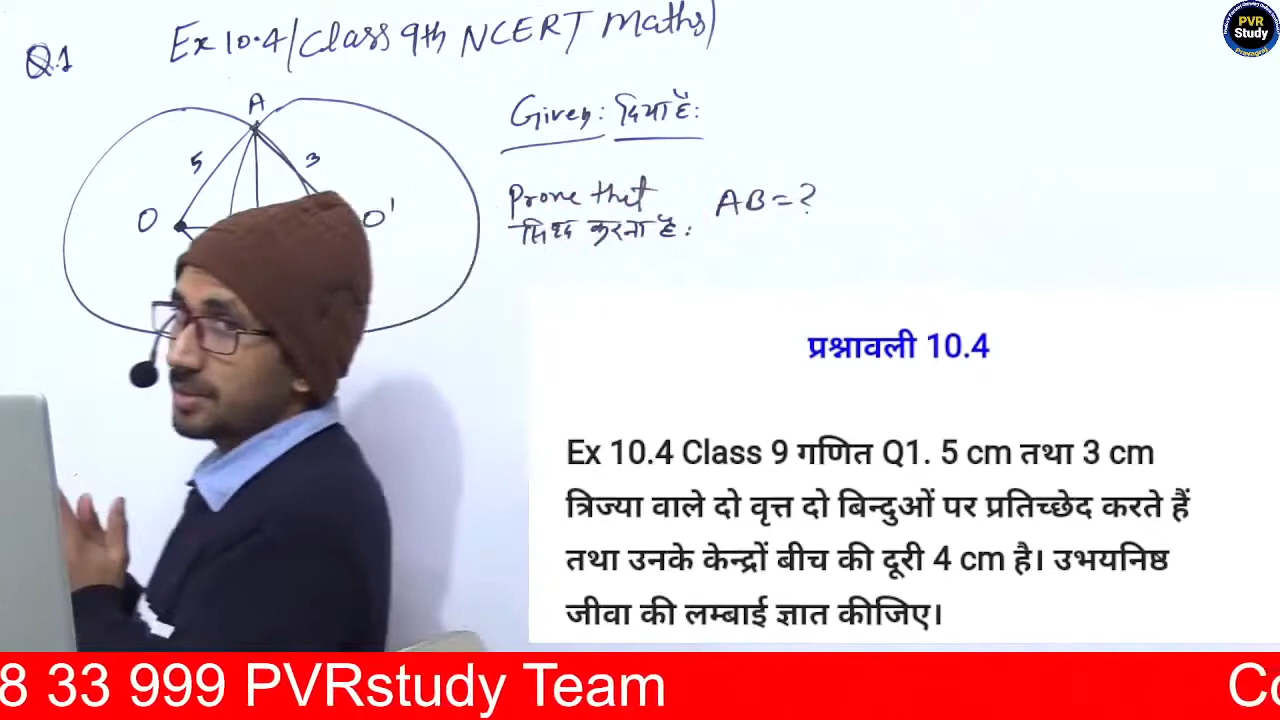 Q.1
Ex 10.4/(Class 9th NCERT Maths)
A
5
3
O
O'
Given: दिया है:
Prove that
सिध्द करना है:
AB=?
PVR
Study
Prayagraj
प्रश्नावली 10.4
Ex 10.4 Class 9 गणित Q1. 5 cm तथा 3 cm
त्रिज्या वाले दो वृत्त दो बिन्दुओं पर प्रतिच्छेद करते हैं
तथा उनके केन्द्रों बीच की दूरी 4 cm है। उभयनिष्ठ
जीवा की लम्बाई ज्ञात कीजिए।
8 33 999 PVRstudy Team